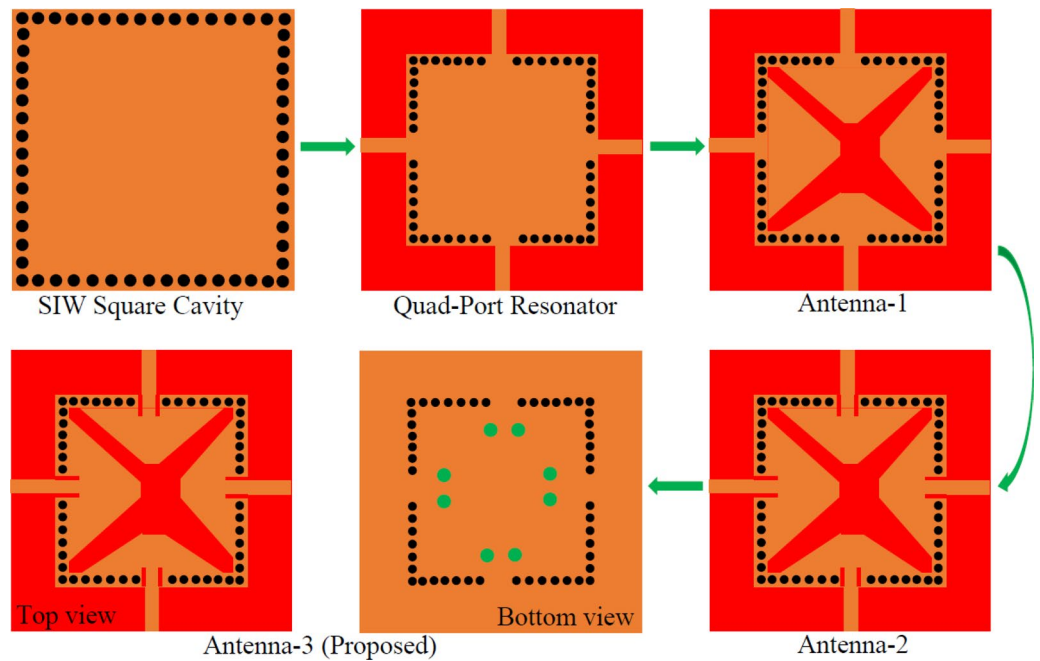 SIW Square Cavity
Quad-Port Resonator
Antenna-1
Top view
Bottom view
Antenna-3 (Proposed)
Antenna-2